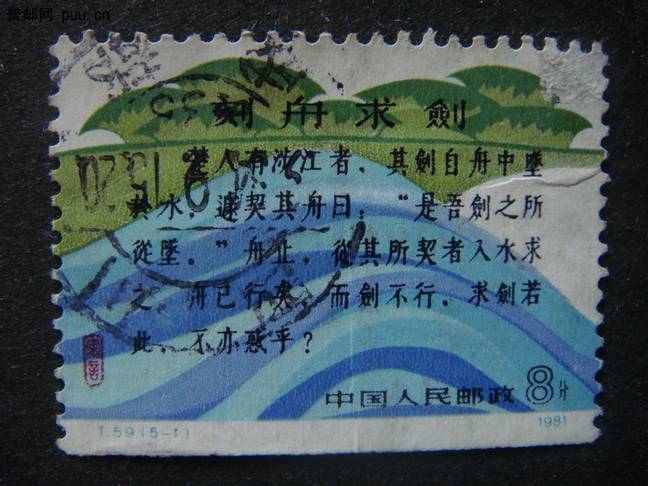 普邮网 puu.cn
刻舟求劍
楚人有涉江者，其劍自舟中墜
於水，遽契其舟曰：“是吾劍之所
從墜。”舟止，從其所契者入水求
之。舟已行矣，而劍不行，求劍若
此，不亦惑乎？
寓言
中国人民邮政 8分
T.59.(5-1) 1981